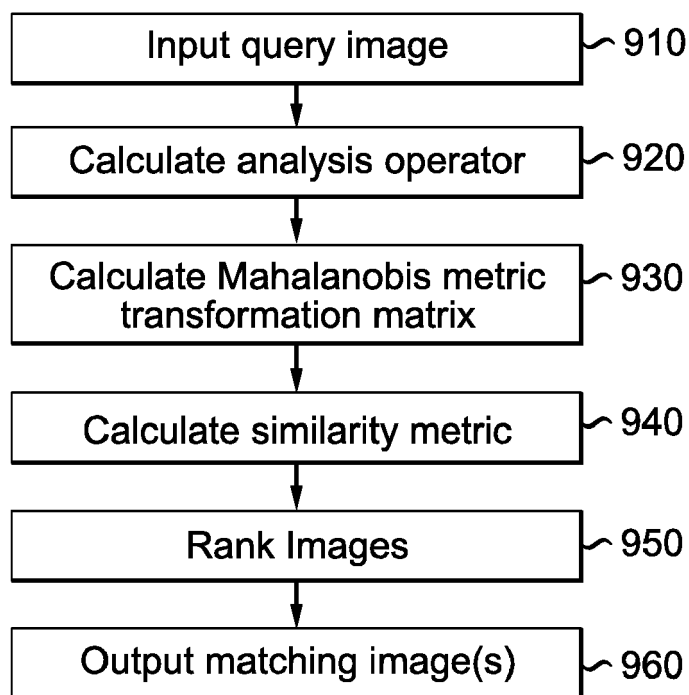 Input query image 910
Calculate analysis operator 920
Calculate Mahalanobis metric 930
transformation matrix
Calculate similarity metric 940
Rank Images 950
Output matching image(s) 960